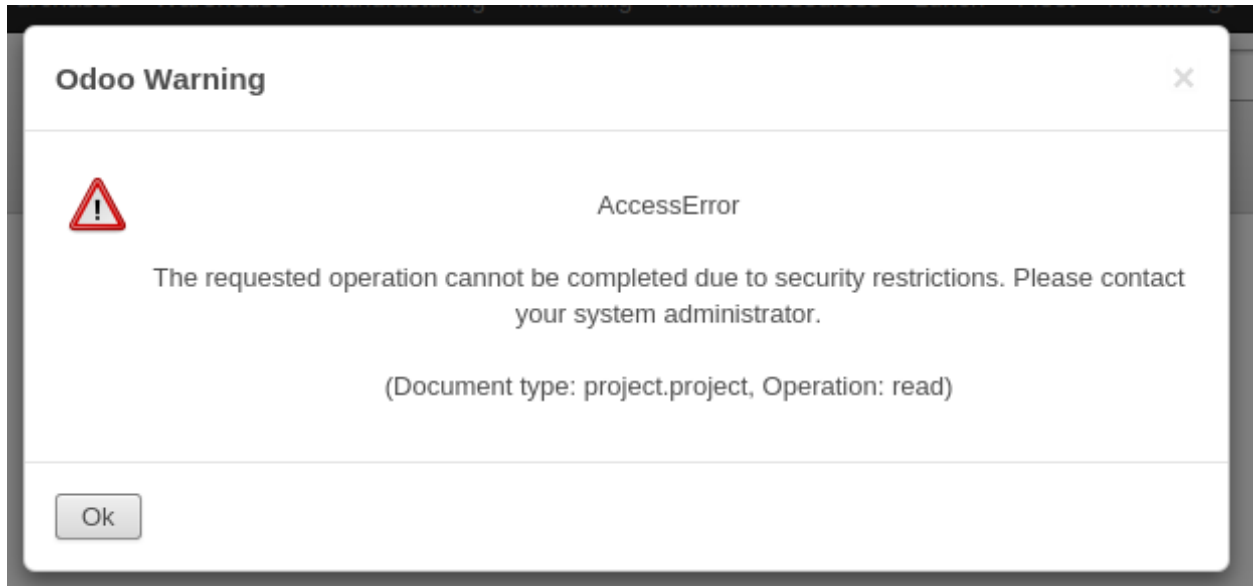 Odoo Warning
×
AccessError
The requested operation cannot be completed due to security restrictions. Please contact
your system administrator.
(Document type: project.project, Operation: read)
Ok